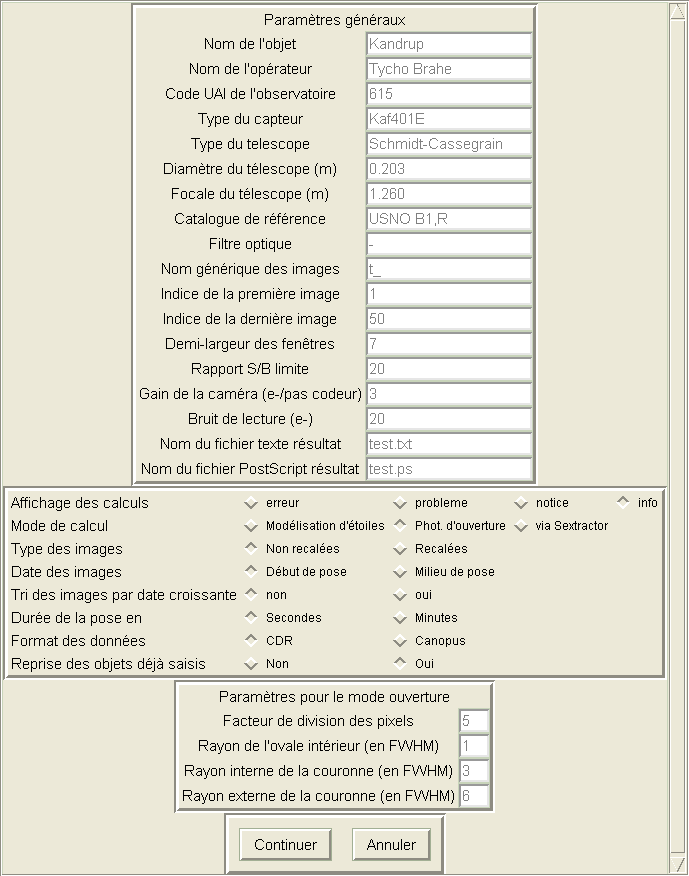 Paramètres généraux
Nom de l'objet Kandrup
Nom de l'opérateur Tycho Brahe
Code UAI de l'observatoire 615
Type du capteur Kaf401E
Type du telescope Schmidt-Cassegrain
Diamètre du télescope (m) 0.203
Focale du télescope (m) 1.260
Catalogue de référence USNO B1,R
Filtre optique -
Nom générique des images t_
Indice de la première image 1
Indice de la dernière image 50
Demi-largeur des fenêtres 7
Rapport S/B limite 20
Gain de la caméra (e-/pas codeur) 3
Bruit de lecture (e-) 20
Nom du fichier texte résultat test.txt
Nom du fichier PostScript résultat test.ps
Affichage des calculs erreur probleme notice info
Mode de calcul Modélisation d'étoiles Phot. d'ouverture via Sextractor
Type des images Non recalées Recalées
Date des images Début de pose Milieu de pose
Tri des images par date croissante non oui
Durée de la pose en Secondes Minutes
Format des données CDR Canopus
Reprise des objets déjà saisis Non Oui
Paramètres pour le mode ouverture
Facteur de division des pixels 5
Rayon de l'ovale intérieur (en FWHM) 1
Rayon interne de la couronne (en FWHM) 3
Rayon externe de la couronne (en FWHM) 6
Continuer Annuler